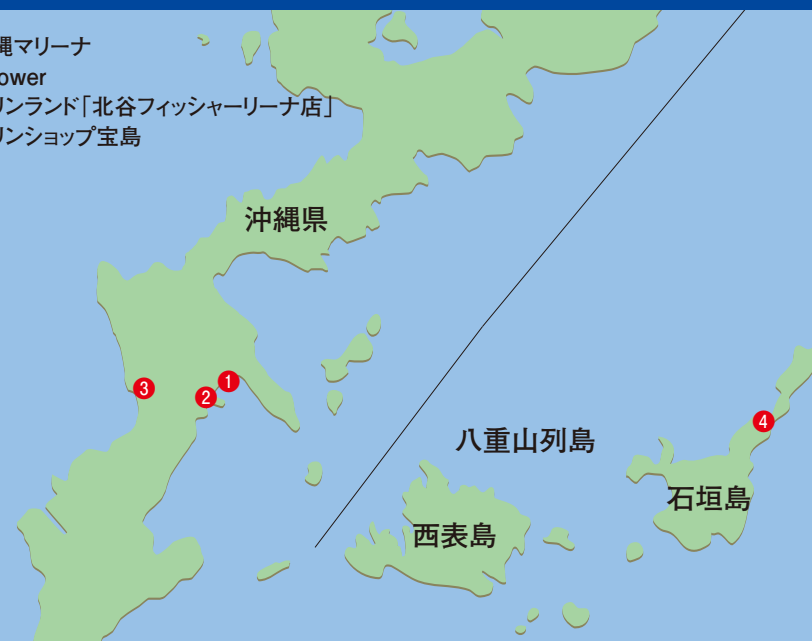 縄マリーナ
ower
リンランド「北谷フィッシャーリーナ店」
リンショップ宝島
沖縄県
3
2
1
4
八重山列島
石垣島
西表島